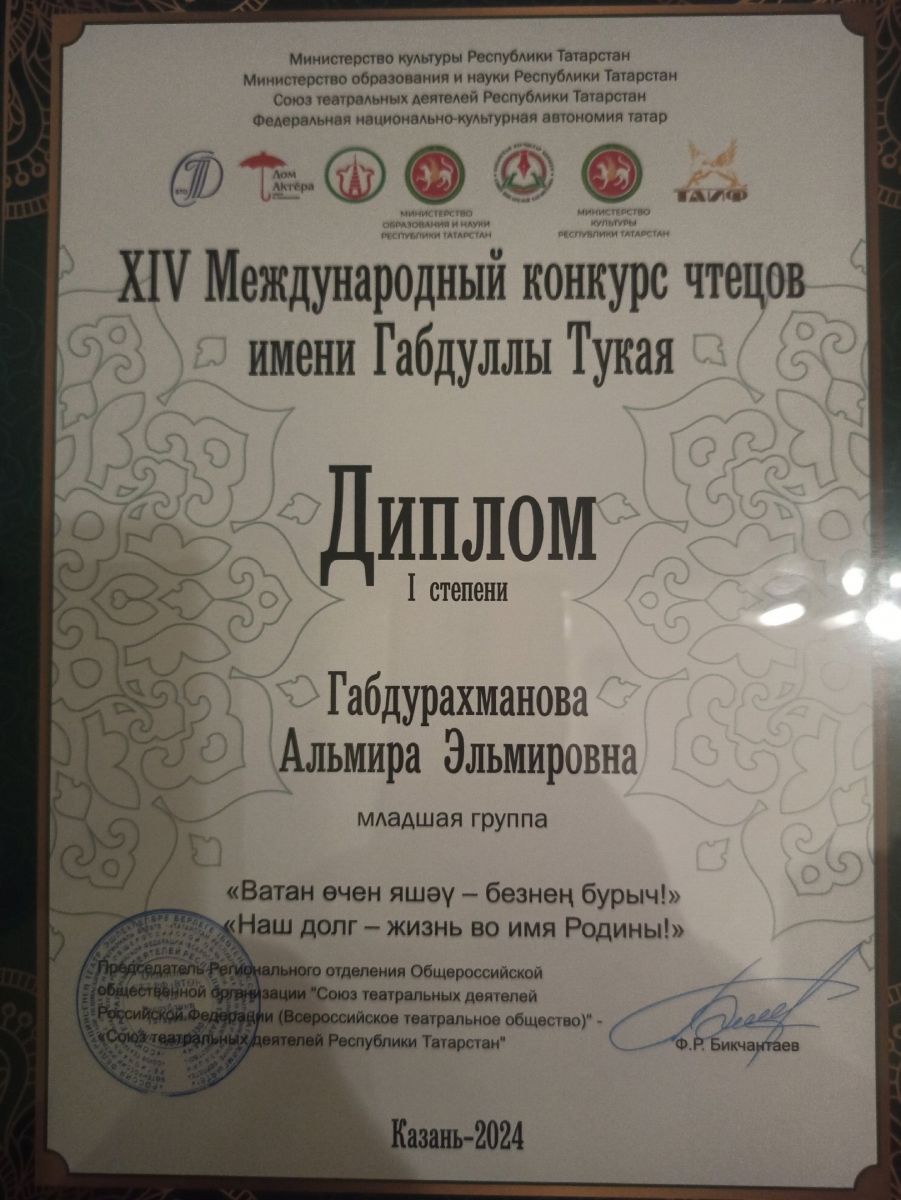 Министерство культуры Республики Татарстан
Министерство образования и науки Республики Татарстан
Союз театральных деятелей Республики Татарстан
Федеральная национально-культурная автономия татар
Дом
Актёра
ТАИФ
МИНИСТЕРСТВО
ОБРАЗОВАНИЯ И НАУКИ
РЕСПУБЛИКИ ТАТАРСТАН
МИНИСТЕРСТВО
КУЛЬТУРЫ
РЕСПУБЛИКИ ТАТАРСТАН
XIV Международный конкурс чтецов
имени Габдуллы Тукая
Диплом
I степени
Габдурахманова
Альмира Эльмировна
младшая группа
«Ватан өчен яшәү – безнең бурыч!»
«Наш долг – жизнь во имя Родины!»
Председатель Регионального отделения Общероссийской
общественной организации "Союз театральных деятелей
Российской Федерации (Всероссийское театральное общество)" -
"Союз театральных деятелей Республики Татарстан"
Ф.Р. Бикчантаев
Казань-2024